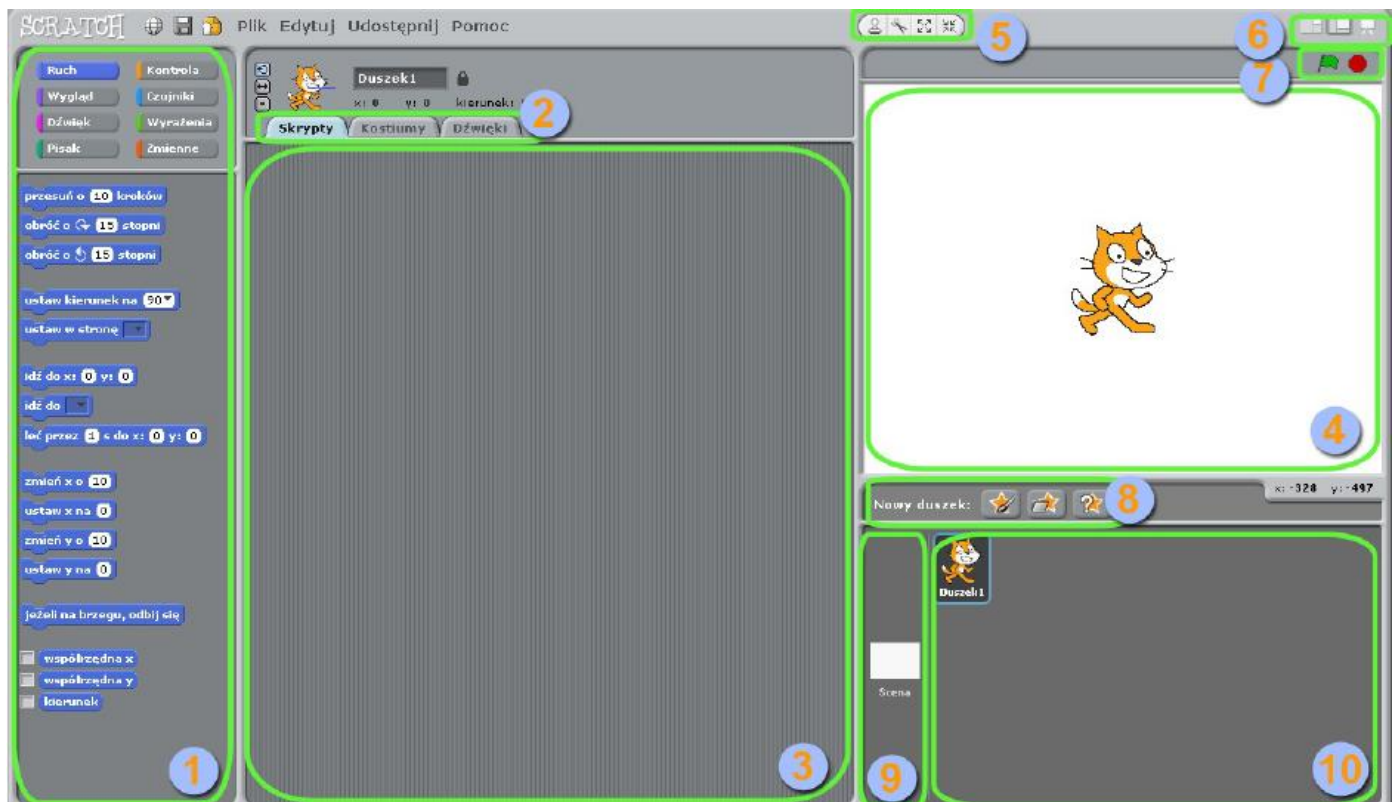 SCRATCH Plik Edytuj Udostępnij Pomoc
5
6
7
Ruch Kontrola
Wygląd Czujniki
Dźwięk Wyrażenia
Pisak Zmienne
przesuń o 10 kroków
obróć o 15 stopni
obróć o 15 stopni
ustaw kierunek na 90
ustaw w stronę
idź do x: 0 y: 0
idź do
leć przez 1 s do x: 0 y: 0
zmień x o 10
ustaw x na 0
zmień y o 10
ustaw y na 0
jeżeli na brzegu, odbij się
współrzędna x
współrzędna y
kierunek
1
Duszek1
x: 0 y: 0 kierunek:
Skrypty Kostiumy Dźwięki
2
3
4
x: -328 y: -497
Nowy duszek:
8
Scena
9
Duszek1
10